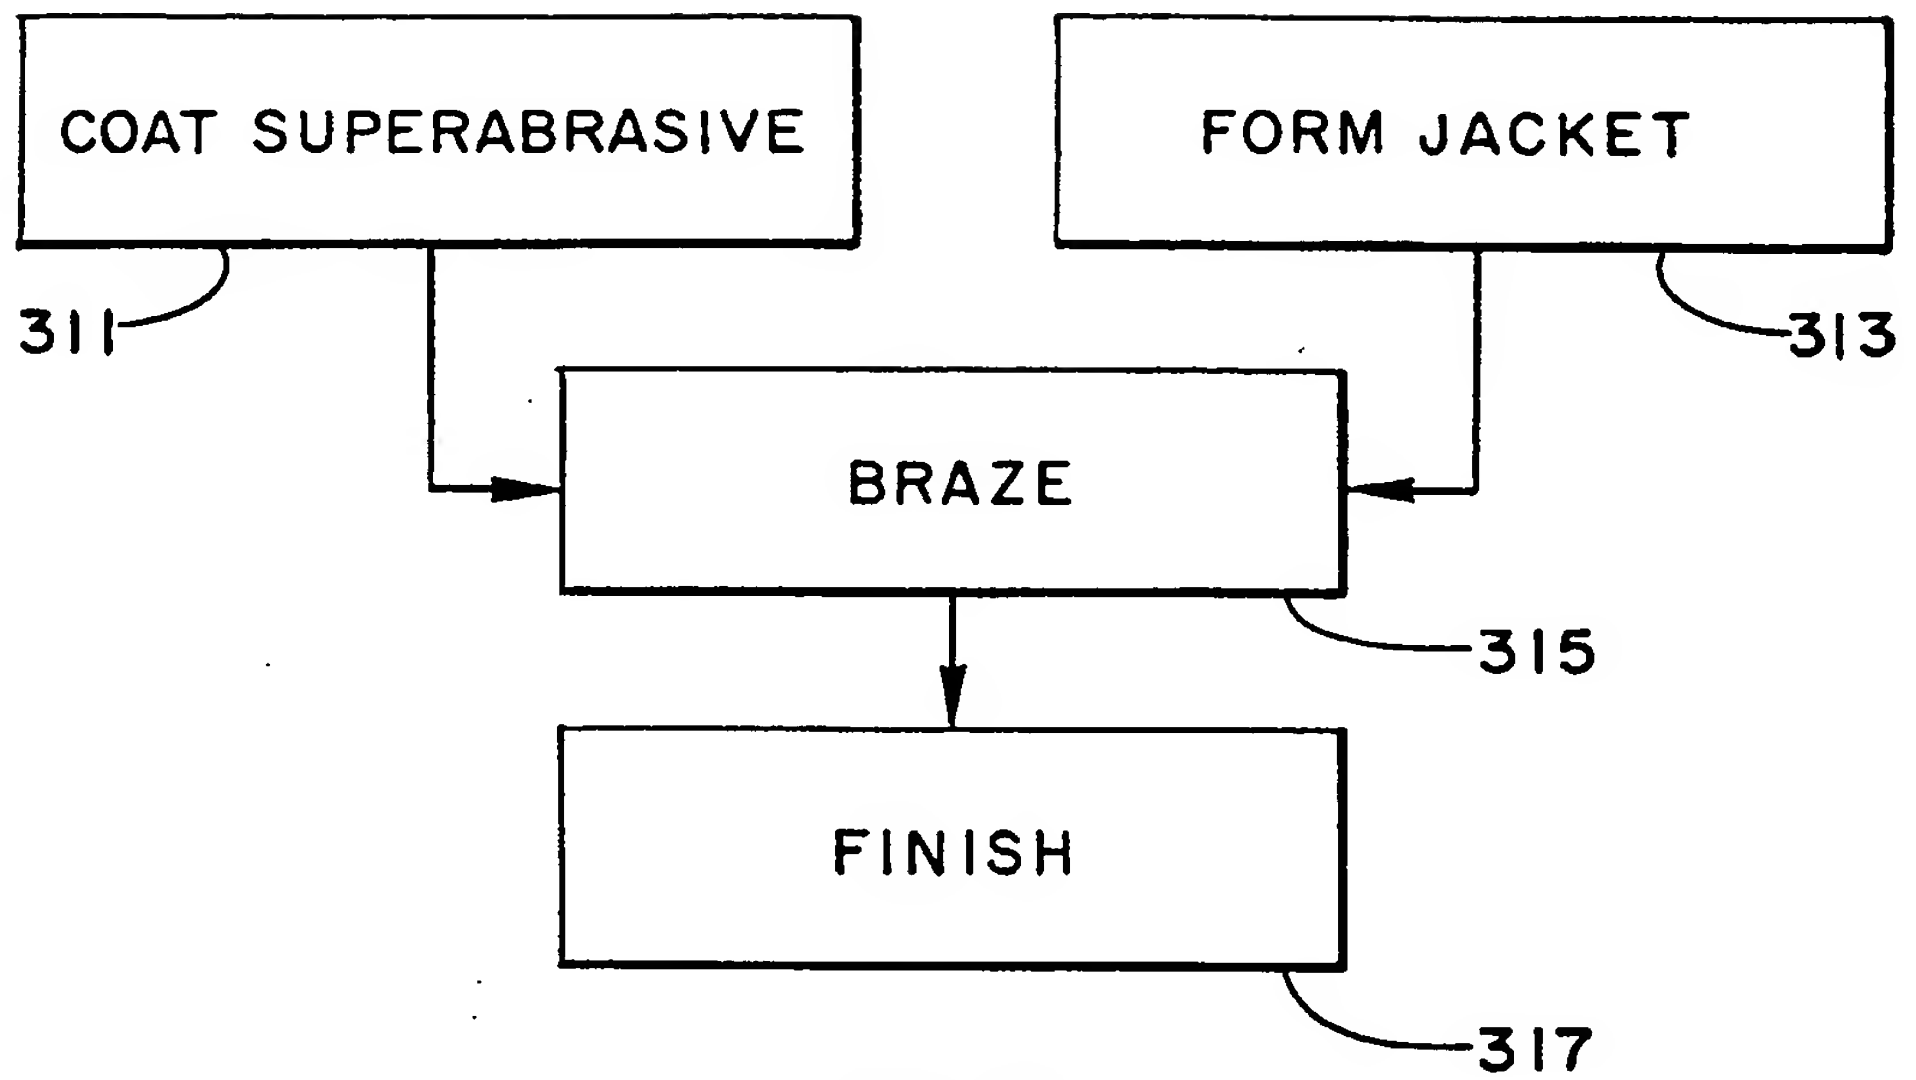 COAT SUPERABRASIVE
FORM JACKET
311
313
BRAZE
315
FINISH
317